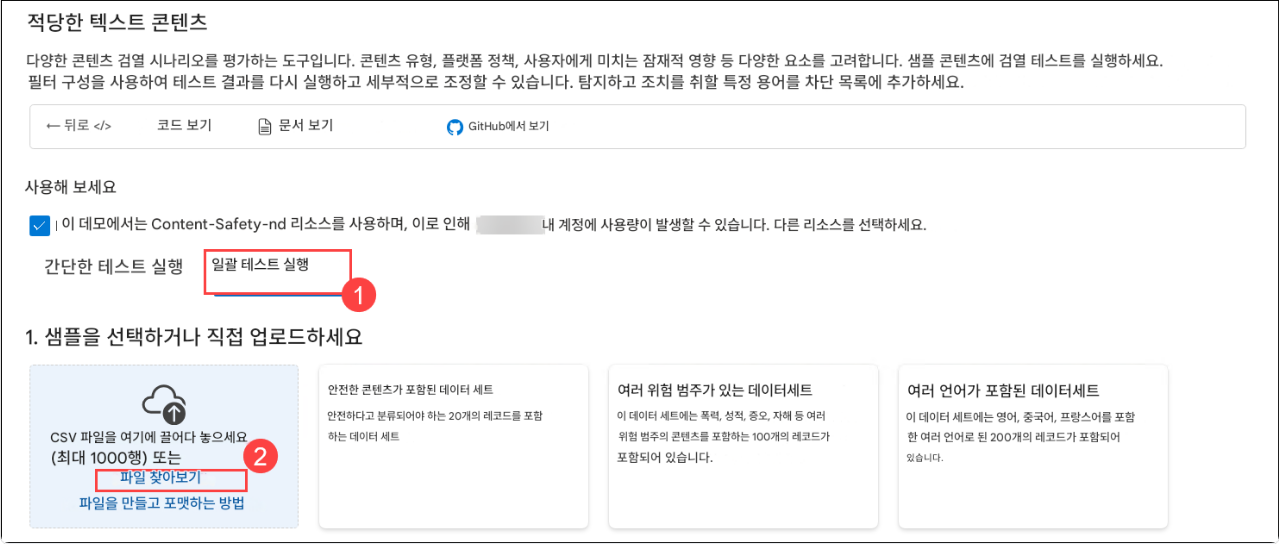 적당한 텍스트 콘텐츠
다양한 콘텐츠 검열 시나리오를 평가하는 도구입니다. 콘텐츠 유형, 플랫폼 정책, 사용자에게 미치는 잠재적 영향 등 다양한 요소를 고려합니다. 샘플 콘텐츠에 검열 테스트를 실행하세요.
필터 구성을 사용하여 테스트 결과를 다시 실행하고 세부적으로 조정할 수 있습니다. 탐지하고 조치를 취할 특정 용어를 차단 목록에 추가하세요.
← 뒤로 </> 코드 보기 문서 보기 GitHub에서 보기
사용해 보세요
이 데모에서는 Content-Safety-nd 리소스를 사용하며, 이로 인해 내 계정에 사용량이 발생할 수 있습니다. 다른 리소스를 선택하세요.
간단한 테스트 실행 일괄 테스트 실행
1
1. 샘플을 선택하거나 직접 업로드하세요
CSV 파일을 여기에 끌어다 놓으세요
(최대 1000행) 또는
2
파일 찾아보기
파일을 만들고 포맷하는 방법
안전한 콘텐츠가 포함된 데이터 세트
안전하다고 분류되어야 하는 20개의 레코드를 포함
하는 데이터 세트
여러 위험 범주가 있는 데이터세트
이 데이터 세트에는 폭력, 성적, 증오, 자해 등 여러
위험 범주의 콘텐츠를 포함하는 100개의 레코드가
포함되어 있습니다.
여러 언어가 포함된 데이터세트
이 데이터 세트에는 영어, 중국어, 프랑스어를 포함
한 여러 언어로 된 200개의 레코드가 포함되어
있습니다.